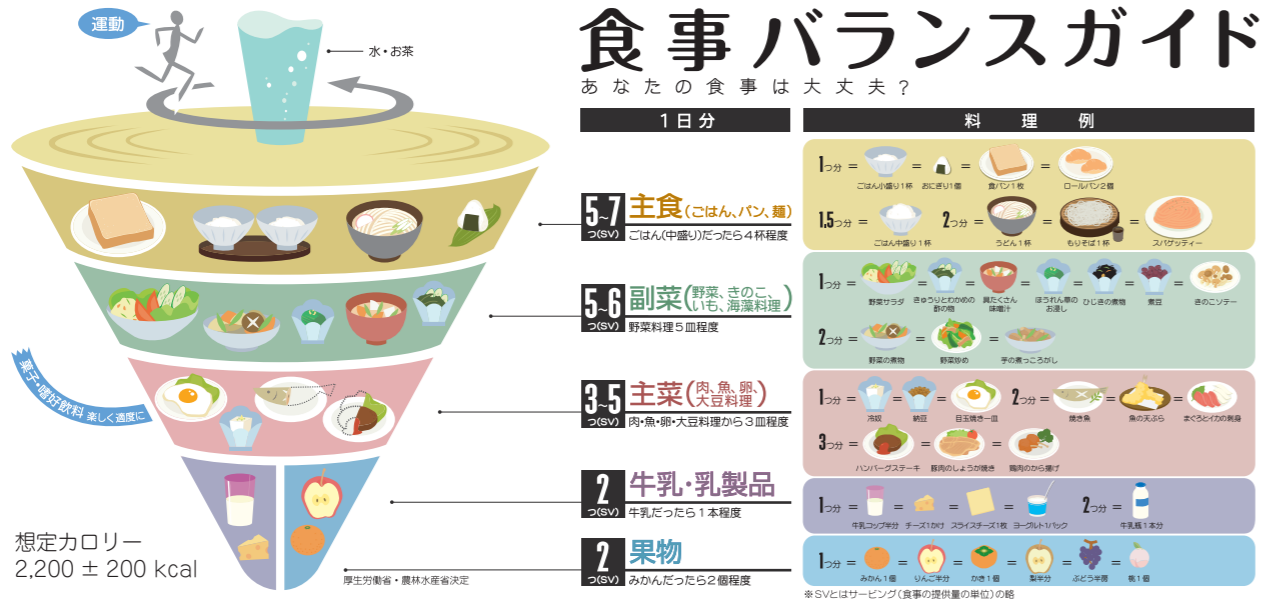 運動
水・お茶
食事バランスガイド
あなたの食事は大丈夫?
1日分
料理例
5~7
つ(SV)
主食(ごはん、パン、麺)
ごはん(中盛り)だったら4杯程度
5-6
つ(SV)
副菜(野菜、きのこ、
いも、海藻料理)
野菜料理5皿程度
3-5
つ(SV)
主菜(肉、魚、卵、
大豆料理)
肉・魚・卵・大豆料理から3皿程度
2
つ(SV)
牛乳・乳製品
牛乳だったら1本程度
2
つ(SV)
果物
みかんだったら2個程度
1つ分 = = = =
ごはん小盛り1杯 おにぎり1個 食パン1枚 ロールパン2個
1.5つ分 = 2つ分 = = =
ごはん中盛り1杯 うどん1杯 もりそば1杯 スパゲッティー
1つ分 = = = = = = =
野菜サラダ きゅうりとわかめの
酢の物 具たくさん
味噌汁 ほうれん草の
お浸し ひじきの煮物 煮豆 きのこソテー
2つ分 = = =
野菜の煮物 野菜炒め 芋の煮っころがし
1つ分 = = = 2つ分 = = =
冷奴 納豆 目玉焼き一皿 焼き魚 魚の天ぷら まぐろとイカの刺身
3つ分 = = =
ハンバーグステーキ 豚肉のしょうが焼き 鶏肉のから揚げ
1つ分 = = = = 2つ分 =
牛乳コップ半分 チーズ1かけ スライスチーズ1枚 ヨーグルト1パック 牛乳瓶1本分
1つ分 = = = = = =
みかん1個 りんご半分 かき1個 梨半分 ぶどう半房 桃1個
菓子・嗜好飲料 楽しく適度に
想定カロリー
2,200 ± 200 kcal
厚生労働省・農林水産省決定
※SVとはサービング(食事の提供量の単位)の略